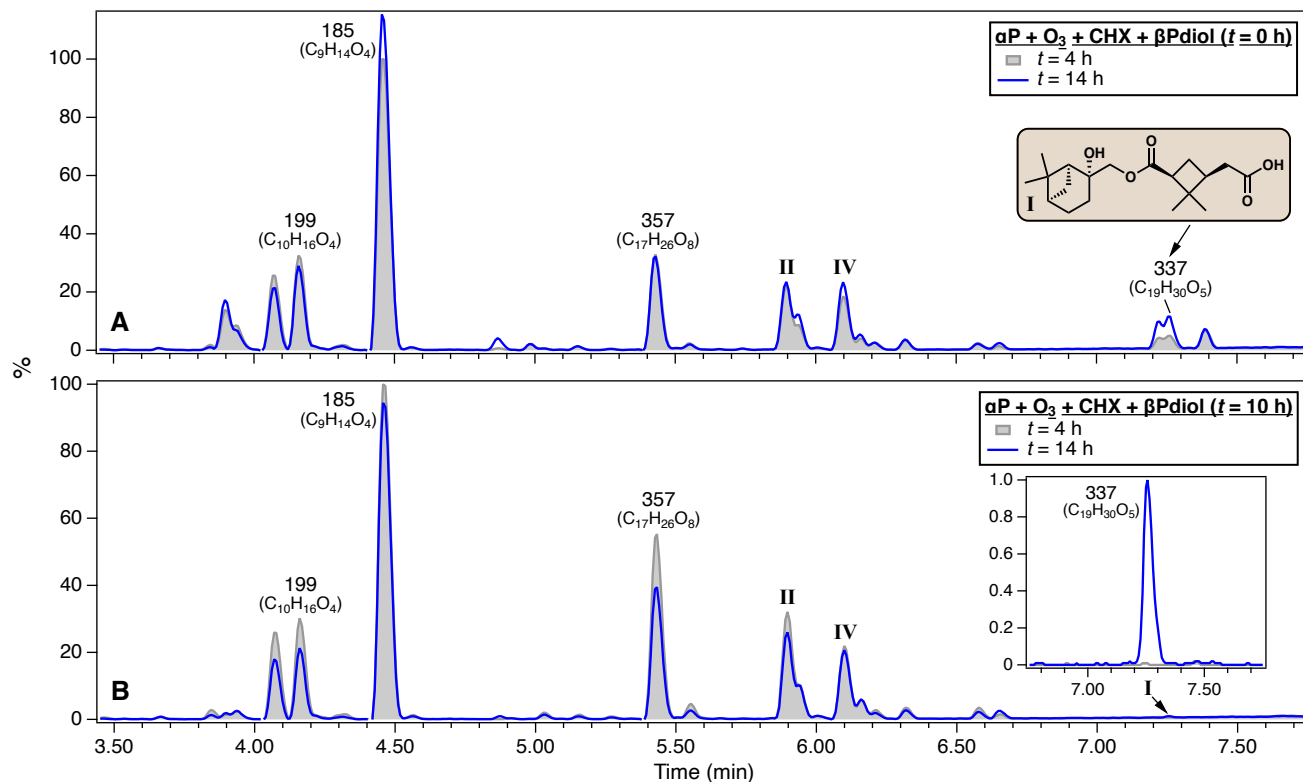 αP + O3 + CHX + βPdiol (t = 0 h)
t = 4 h
t = 14 h
185
(C9H14O4)
199
(C10H16O4)
357
(C17H26O8)
II
IV
OH
O
O
OH
O
I
337
(C19H30O5)
A
100
80
60
40
20
0
%
αP + O3 + CHX + βPdiol (t = 10 h)
t = 4 h
t = 14 h
185
(C9H14O4)
199
(C10H16O4)
357
(C17H26O8)
II
IV
337
(C19H30O5)
1.0
0.8
0.6
0.4
0.2
0
7.00
7.50
I
B
100
80
60
40
20
0
3.50
4.00
4.50
5.00
5.50
6.00
6.50
7.00
7.50
Time (min)